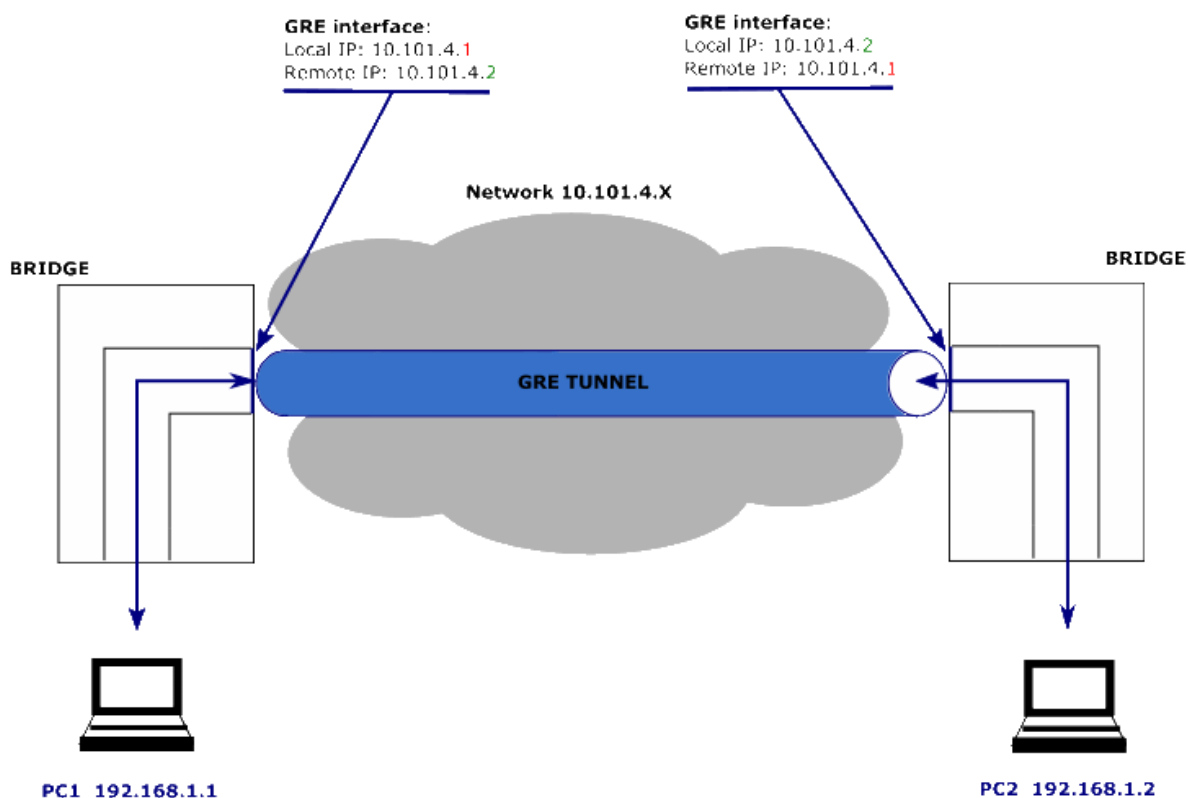 GRE interface:
Local IP: 10.101.4.1
Remote IP: 10.101.4.2
GRE interface:
Local IP: 10.101.4.2
Remote IP: 10.101.4.1
Network 10.101.4.X
BRIDGE
BRIDGE
GRE TUNNEL
PC1 192.168.1.1
PC2 192.168.1.2